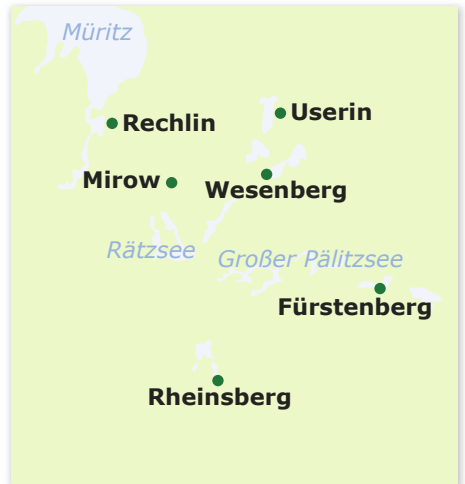 Müritz
Userin
Rechlin
Mirow
Wesenberg
Rätzsee
Großer Pälitzsee
Fürstenberg
Rheinsberg